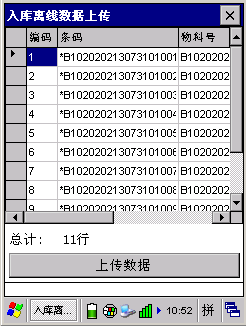 入库离线数据上传
编码 条码 物料号
1 *B10202021307310​1001 B1020202
2 *B102020213073101002 B1020202
3 *B102020213073101003 B1020202
4 *B102020213073101004 B1020202
5 *B102020213073101005 B1020202
6 *B102020213073101006 B1020202
7 *B102020213073101007 B1020202
8 *B102020213073101008 B1020202
9 *B102020213073101009 B1020202
总计: 11行
上传数据
入库离... 10:52 拼